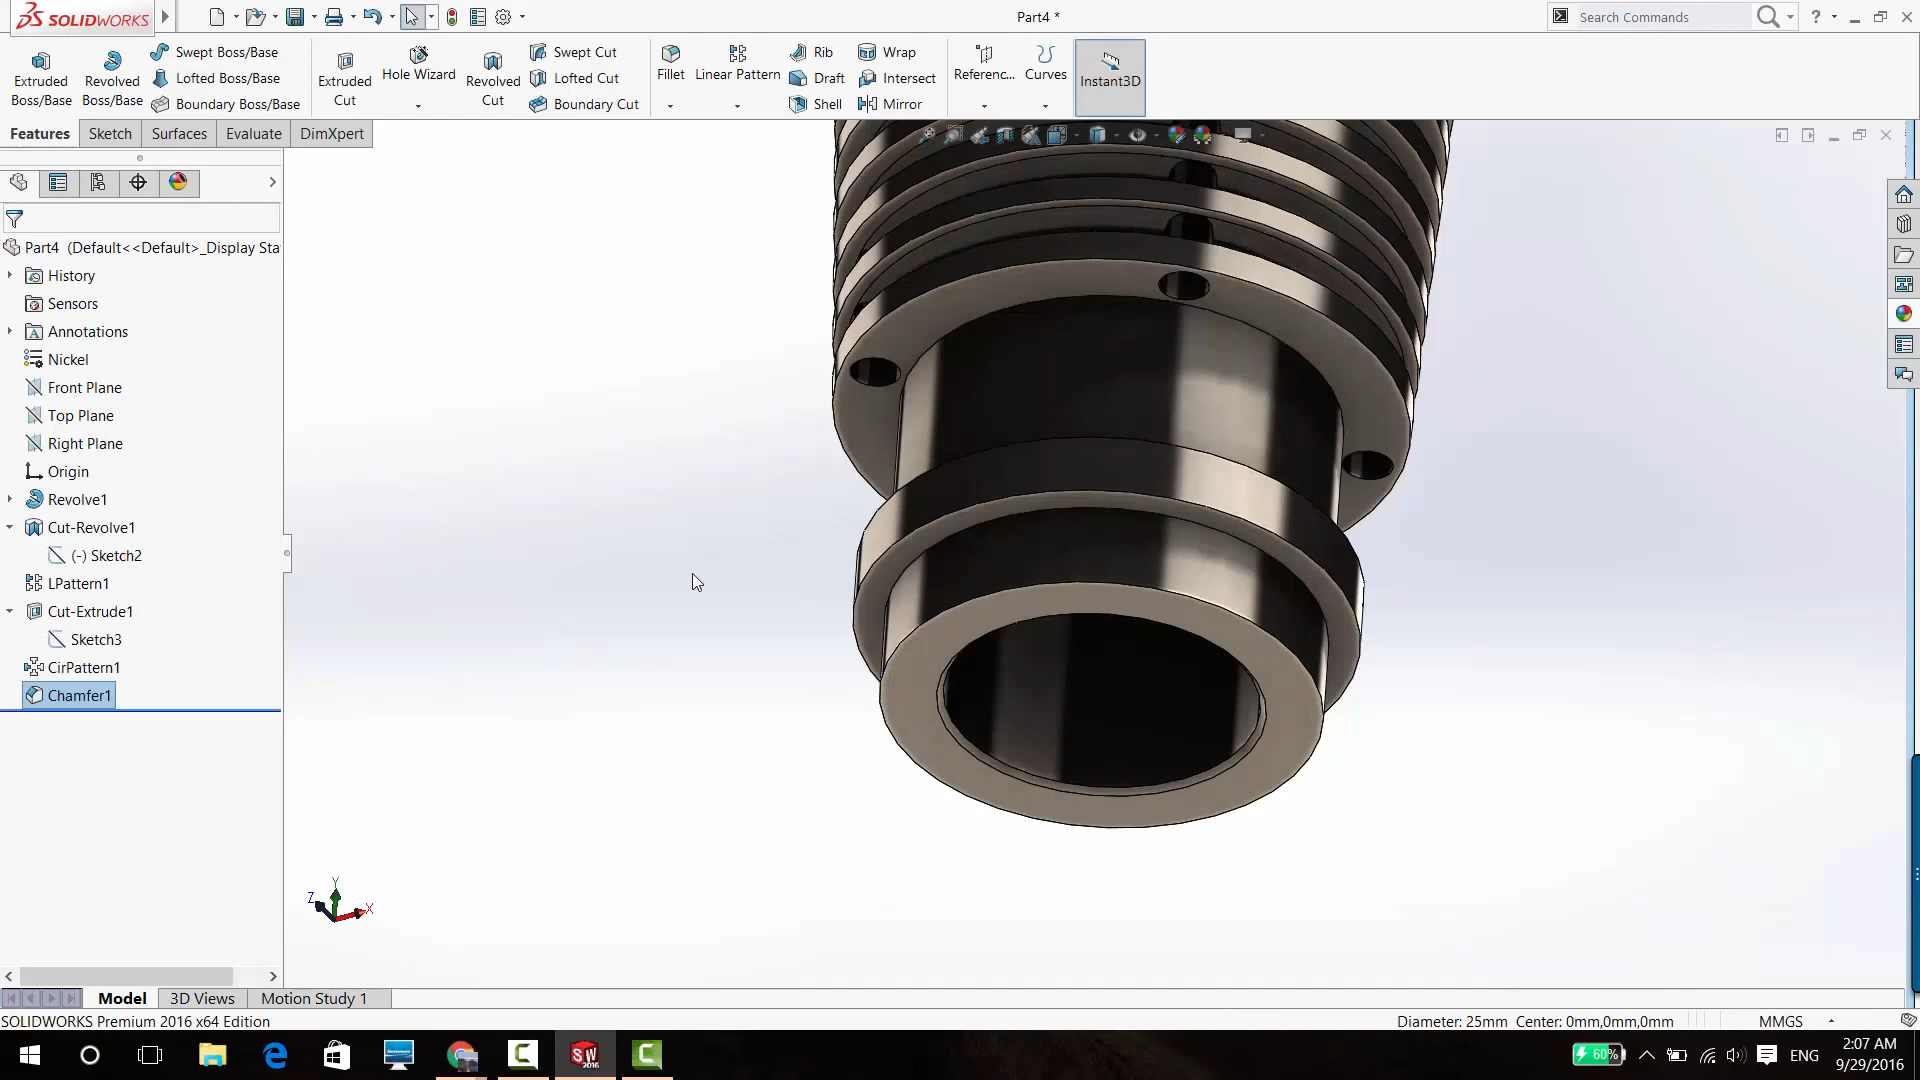 SOLIDWORKS
Part4 *
Search Commands
Extruded Boss/Base
Revolved Boss/Base
Swept Boss/Base
Lofted Boss/Base
Boundary Boss/Base
Extruded Cut
Hole Wizard
Revolved Cut
Swept Cut
Lofted Cut
Boundary Cut
Fillet
Linear Pattern
Rib
Draft
Shell
Wrap
Intersect
Mirror
Referenc...
Curves
Instant3D
Features
Sketch
Surfaces
Evaluate
DimXpert
Part4 (Default<<Default>_Display Sta
History
Sensors
Annotations
Nickel
Front Plane
Top Plane
Right Plane
Origin
Revolve1
Cut-Revolve1
(-) Sketch2
LPattern1
Cut-Extrude1
Sketch3
CirPattern1
Chamfer1
Y
Z
X
Model
3D Views
Motion Study 1
SOLIDWORKS Premium 2016 x64 Edition
Diameter: 25mm Center: 0mm,0mm,0mm
MMGS
SW
2016
60%
ENG
2:07 AM
9/29/2016